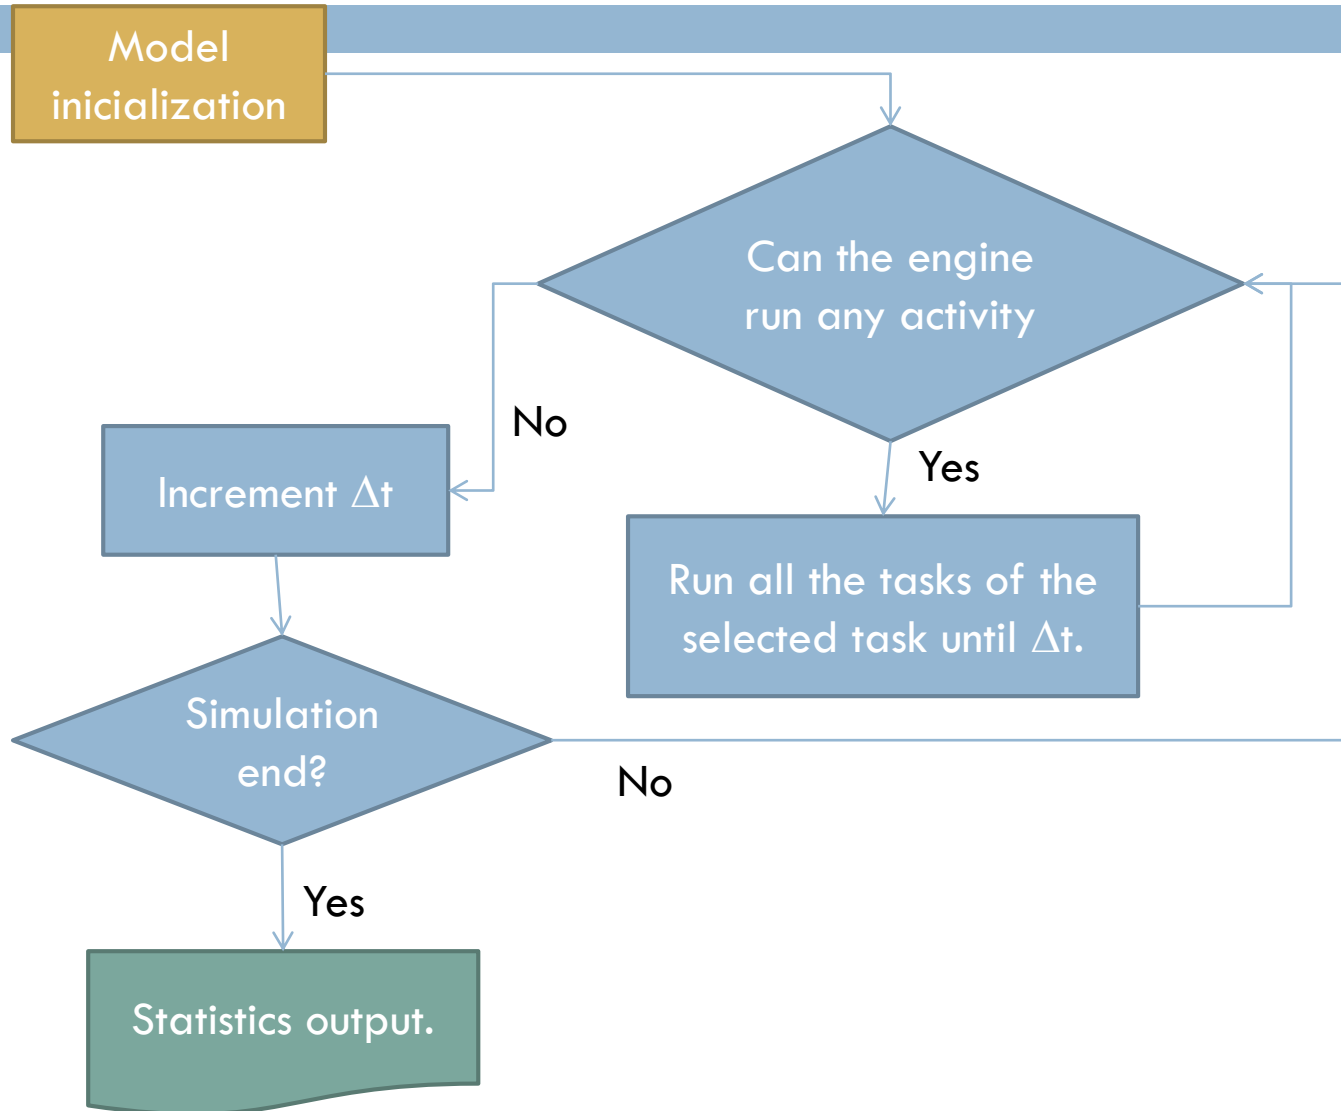 Model
inicialization
Can the engine
run any activity
No
Yes
Increment Δt
Run all the tasks of the
selected task until Δt.
Simulation
end?
No
Yes
Statistics output.